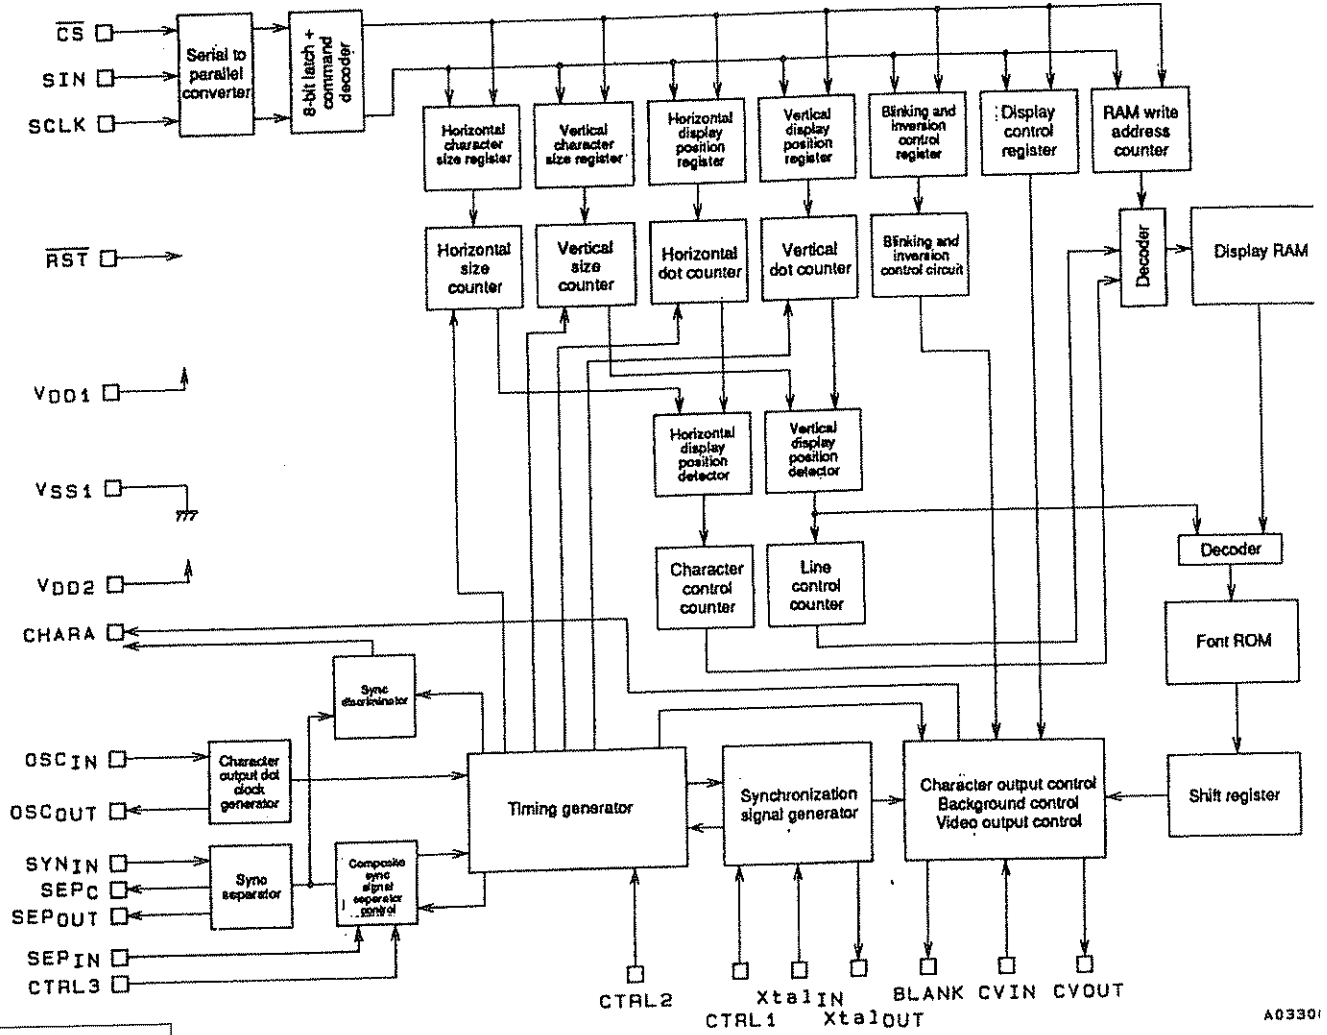 CS
SIN
SCLK
Serial to
parallel
converter
8-bit latch +
command
decoder
Horizontal
character
size register
Vertical
character
size register
Horizontal
display
position
register
Vertical
display
position
register
Blinking and
inversion
control
register
Display
control
register
RAM write
address
counter
RST
Horizontal
size
counter
Vertical
size
counter
Horizontal
dot counter
Vertical
dot counter
Blinking and
inversion
control circuit
Decoder
Display RAM
VDD1
VSS1
VDD2
Horizontal
display
position
detector
Vertical
display
position
detector
Character
control
counter
Line
control
counter
Decoder
Font ROM
CHARA
Sync
discriminator
OSCIN
OSCOUT
Character
output dot
clock
generator
Timing generator
Synchronization
signal generator
Character output control
Background control
Video output control
Shift register
SYNIN
SEPC
SEPOUT
SEPIN
CTRL3
Sync
separator
Composite
sync
signal
separator
control
CTRL2
CTRL1
XtalIN
XtalOUT
BLANK
CVIN
CVOUT